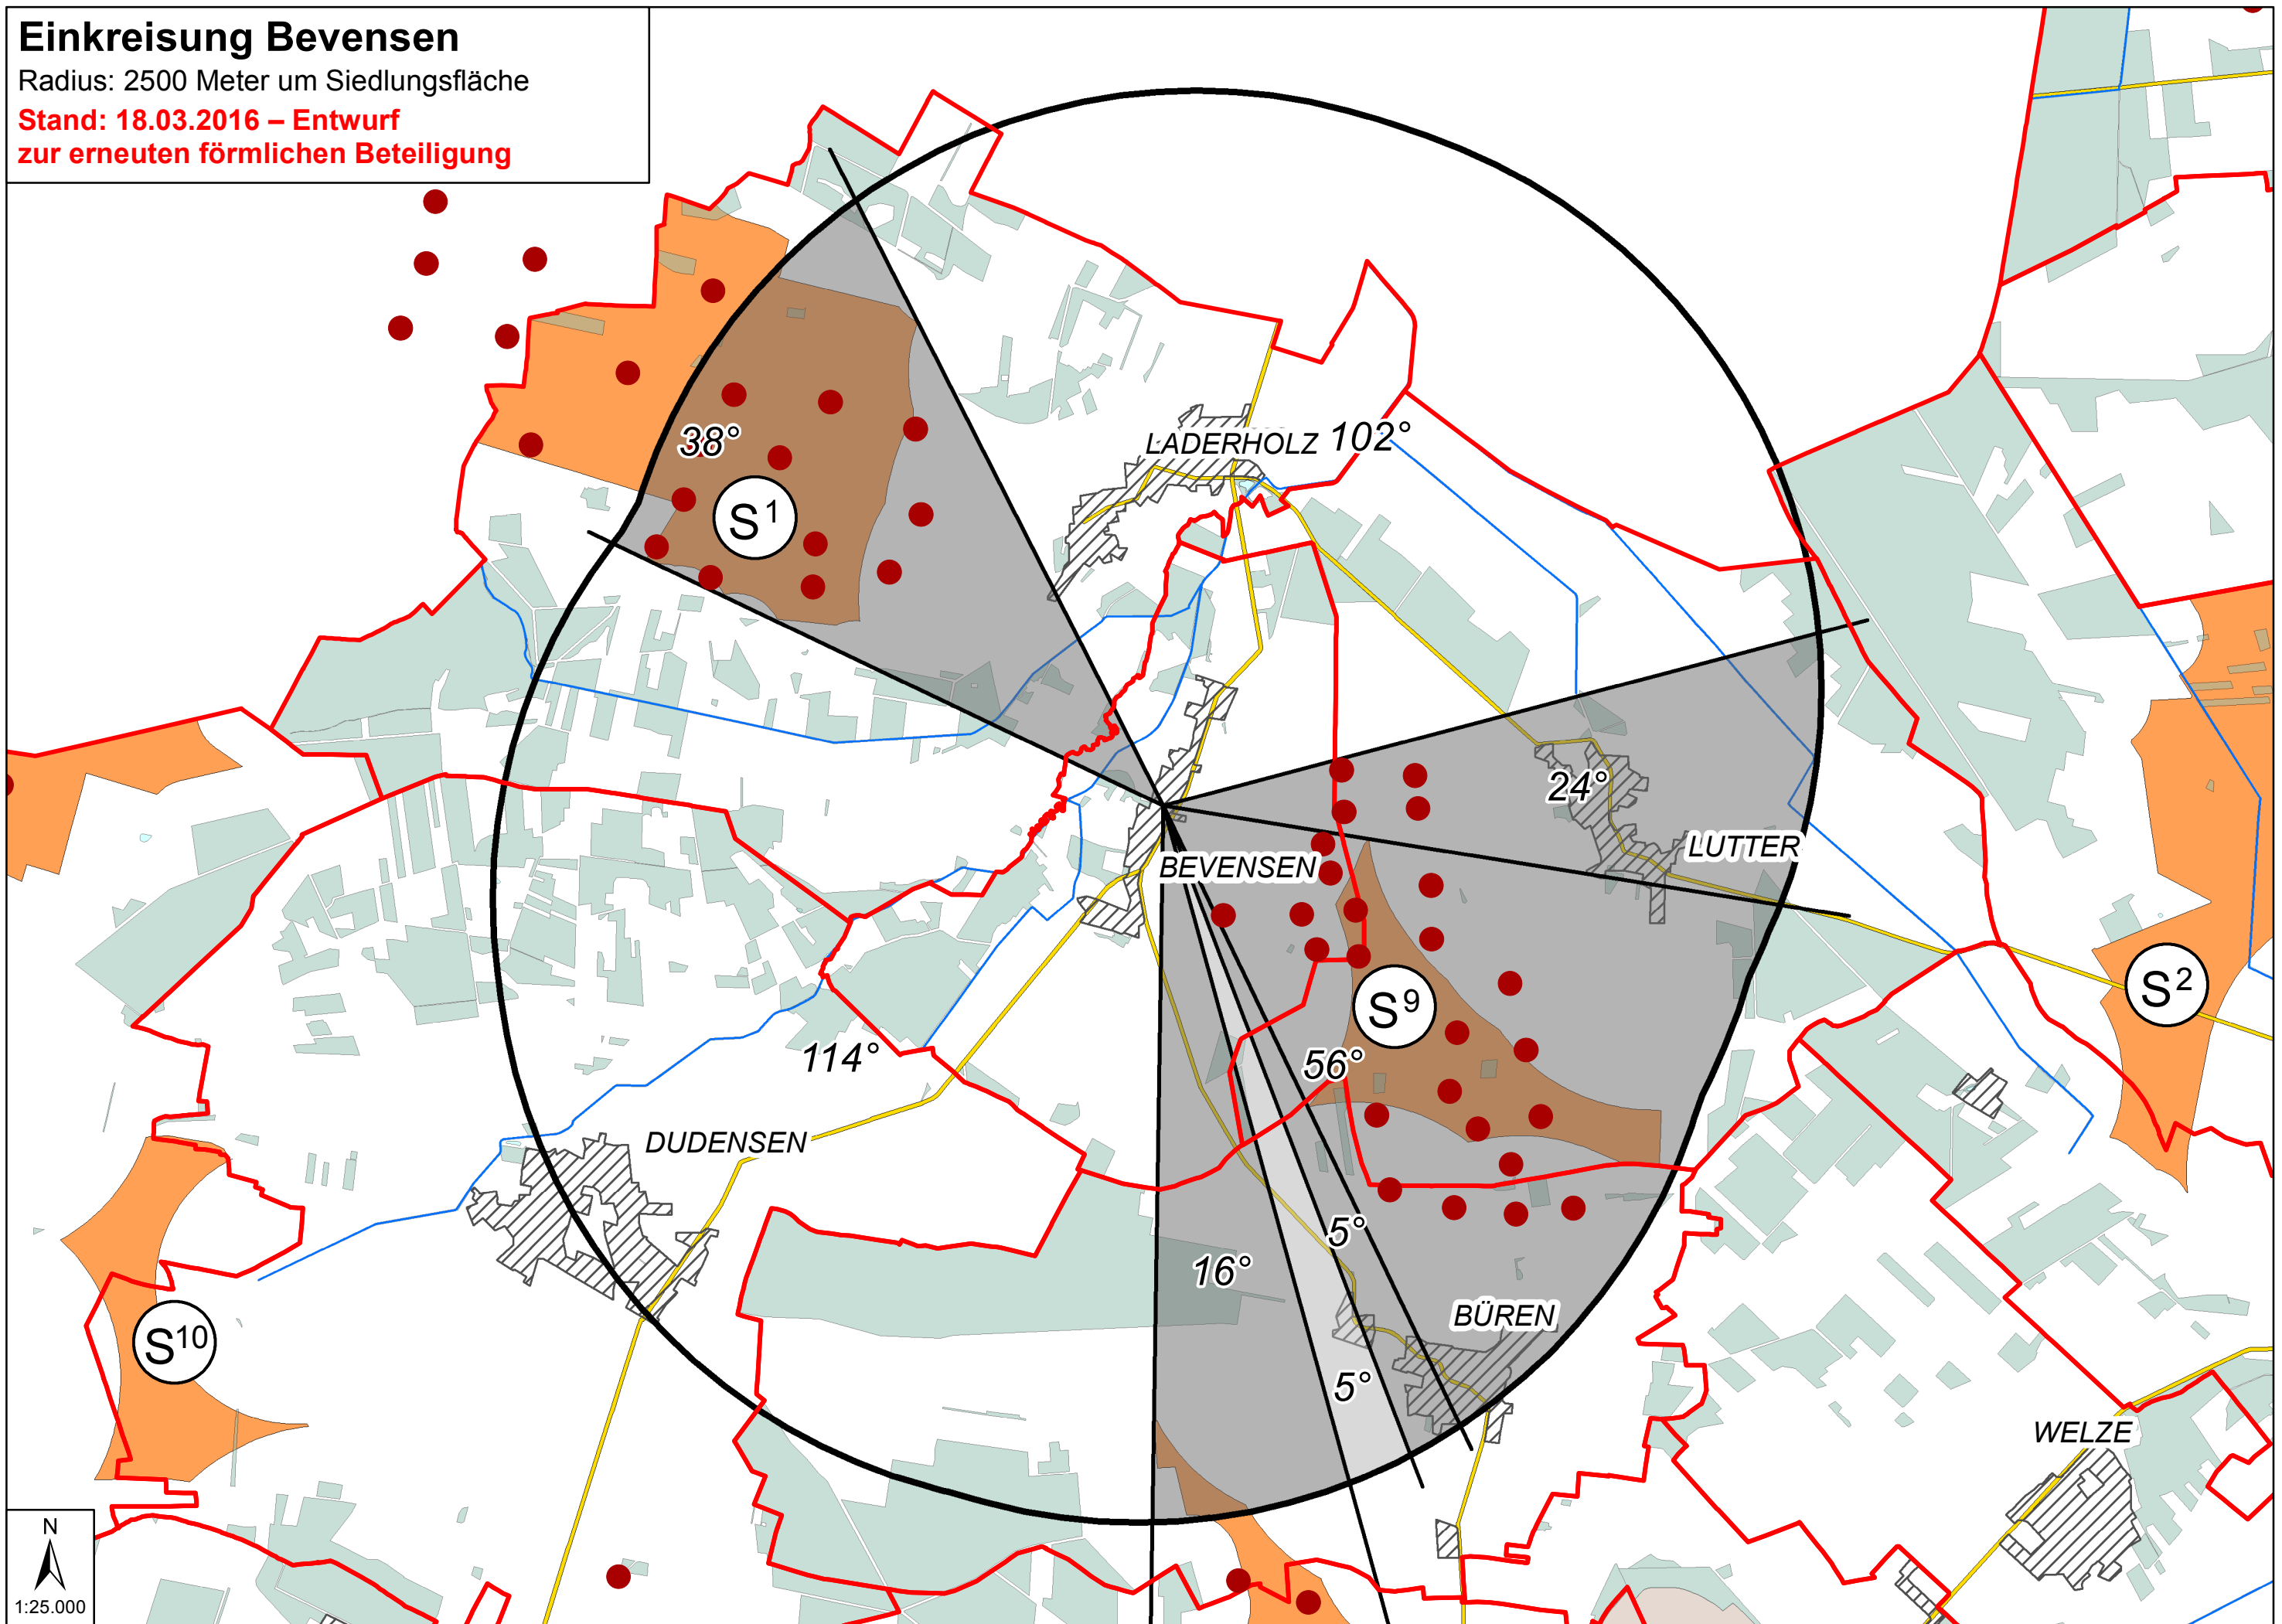 Einkreisung Bevensen
Radius: 2500 Meter um Siedlungsfläche
Stand: 18.03.2016 – Entwurf
zur erneuten förmlichen Beteiligung
38°
LADERHOLZ
102°
S1
24°
LUTTER
BEVENSEN
S2
S9
114°
56°
DUDENSEN
5°
16°
BÜREN
S10
5°
WELZE
N
1:25.000